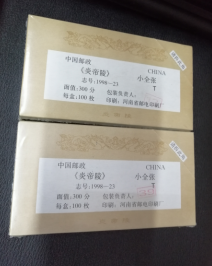 中国邮政 CHINA
《炎帝陵》 小全张
志号：1998—23 T
面值：300分 包装负责人：
每盒：100枚 印刷：河南省邮电印刷厂
中国邮政 CHINA
《炎帝陵》 小全张
志号：1998—23 T
面值：300分 包装负责人：
每盒：100枚 印刷：河南省邮电印刷厂